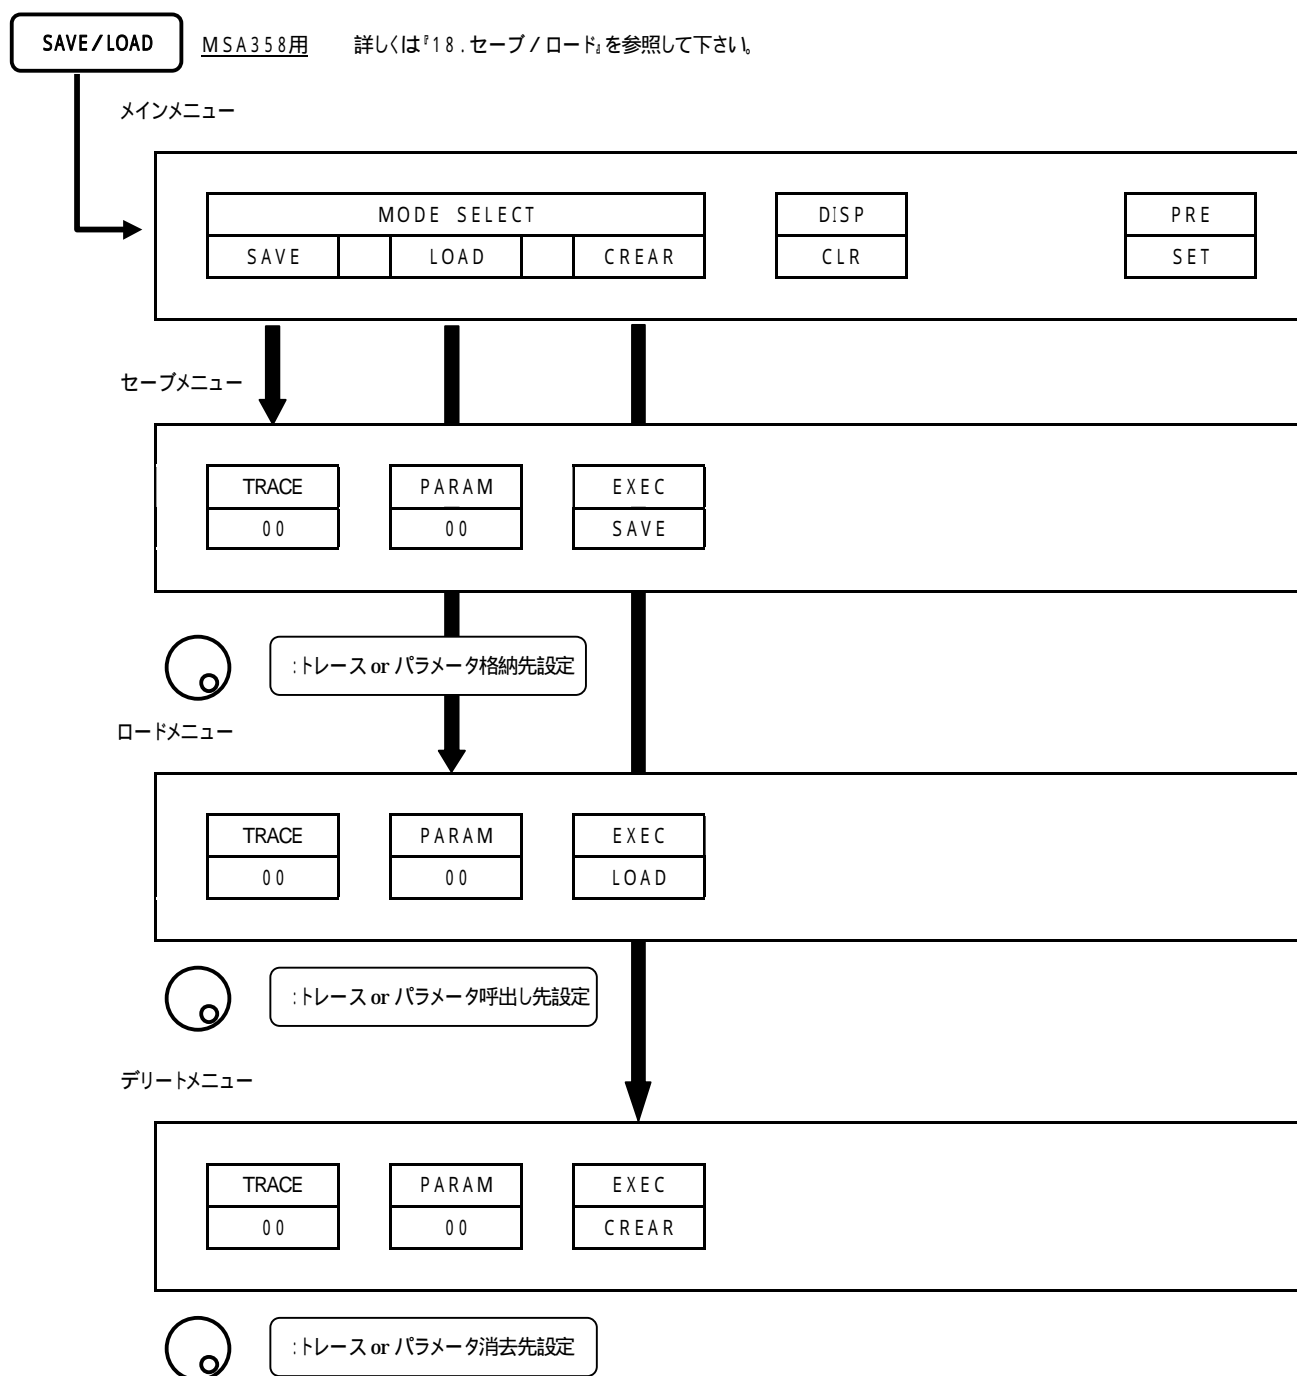 SAVE/LOAD MSA358用 詳しくは『18.セーブ/ロード』を参照して下さい。
メインメニュー
MODE SELECT DISP PRE
SAVE LOAD CREAR CLR SET
セーブメニュー
TRACE PARAM EXEC
00 00 SAVE
:トレース or パラメータ格納先設定
ロードメニュー
TRACE PARAM EXEC
00 00 LOAD
:トレース or パラメータ呼出し先設定
デリートメニュー
TRACE PARAM EXEC
00 00 CREAR
:トレース or パラメータ消去先設定